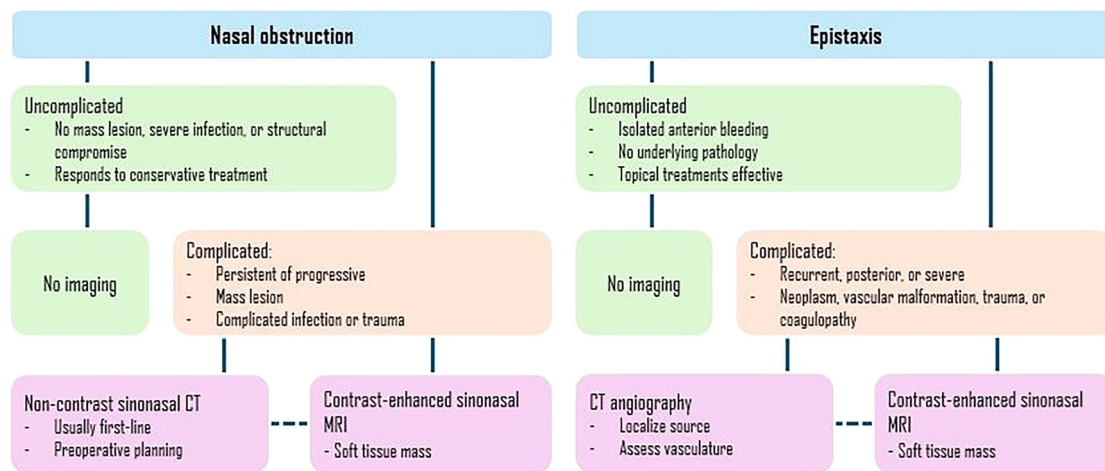 Nasal obstruction
Uncomplicated
- No mass lesion, severe infection, or structural
compromise
- Responds to conservative treatment
No imaging
Complicated:
- Persistent of progressive
- Mass lesion
- Complicated infection or trauma
Non-contrast sinonasal CT
- Usually first-line
- Preoperative planning
Contrast-enhanced sinonasal
MRI
- Soft tissue mass
Epistaxis
Uncomplicated
- Isolated anterior bleeding
- No underlying pathology
- Topical treatments effective
No imaging
Complicated:
- Recurrent, posterior, or severe
- Neoplasm, vascular malformation, trauma, or
coagulopathy
CT angiography
- Localize source
- Assess vasculature
Contrast-enhanced sinonasal
MRI
- Soft tissue mass